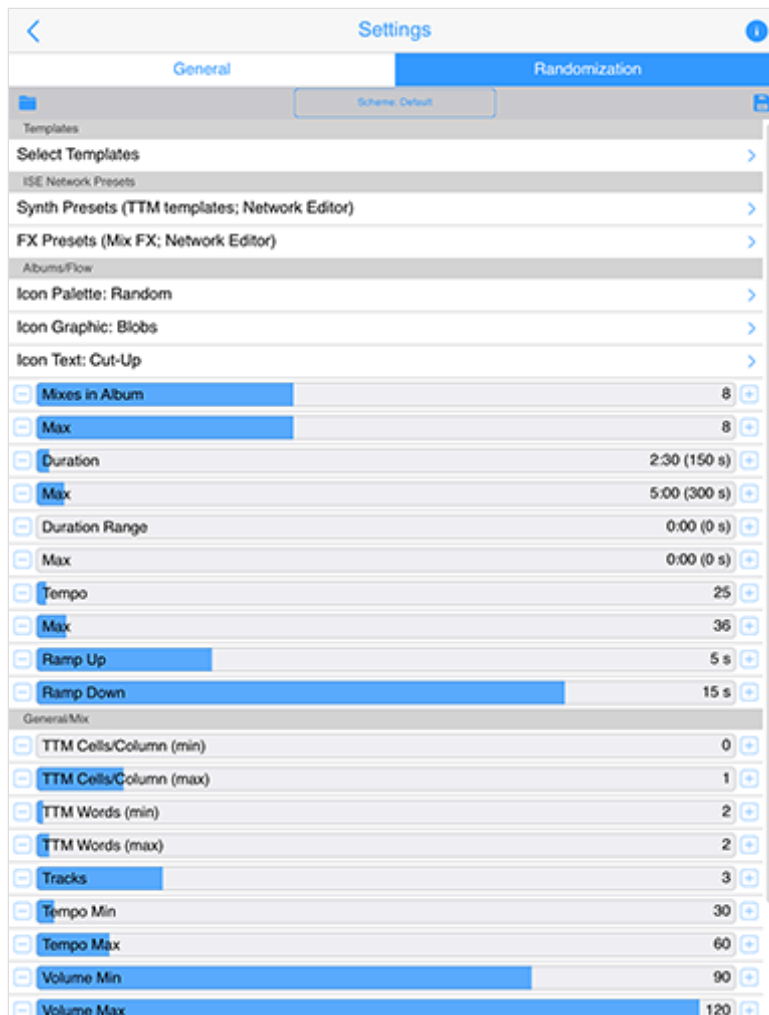 Settings
General Randomization
Scheme: Default
Templates
Select Templates
ISE Network Presets
Synth Presets (TTM templates; Network Editor)
FX Presets (Mix FX; Network Editor)
Albums/Flow
Icon Palette: Random
Icon Graphic: Blobs
Icon Text: Cut-Up
Mixes in Album 8
Max 8
Duration 2:30 (150 s)
Max 5:00 (300 s)
Duration Range 0:00 (0 s)
Max 0:00 (0 s)
Tempo 25
Max 36
Ramp Up 5 s
Ramp Down 15 s
General/Mix
TTM Cells/Column (min) 0
TTM Cells/Column (max) 1
TTM Words (min) 2
TTM Words (max) 2
Tracks 3
Tempo Min 30
Tempo Max 60
Volume Min 90
Volume Max 120